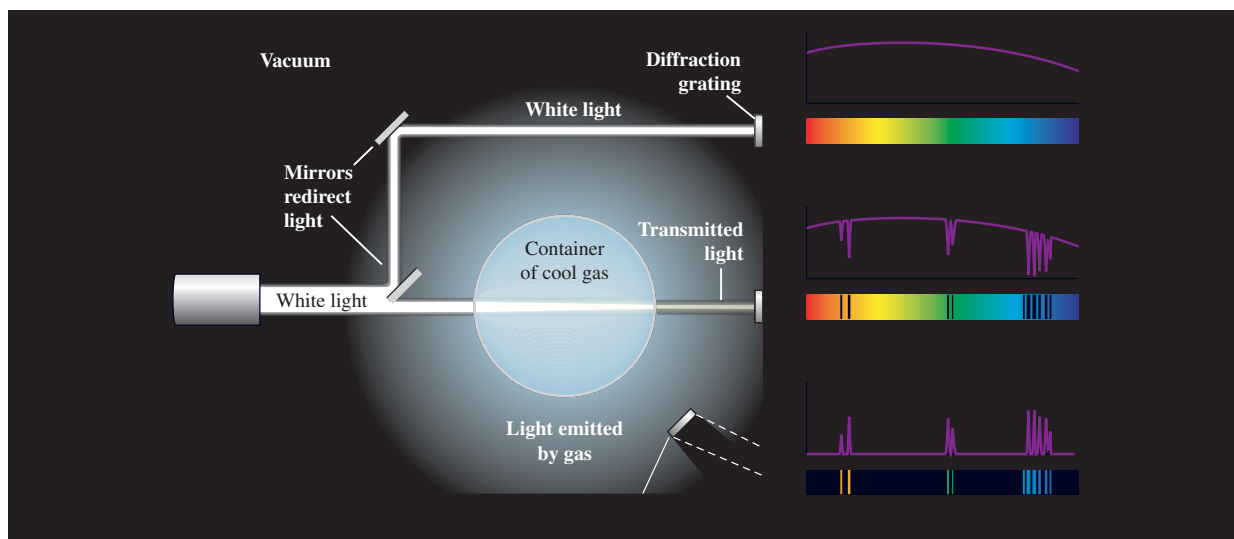 Vacuum
Diffraction
grating
White light
Mirrors
redirect
light
Container
of cool gas
Transmitted
light
White light
Light emitted
by gas